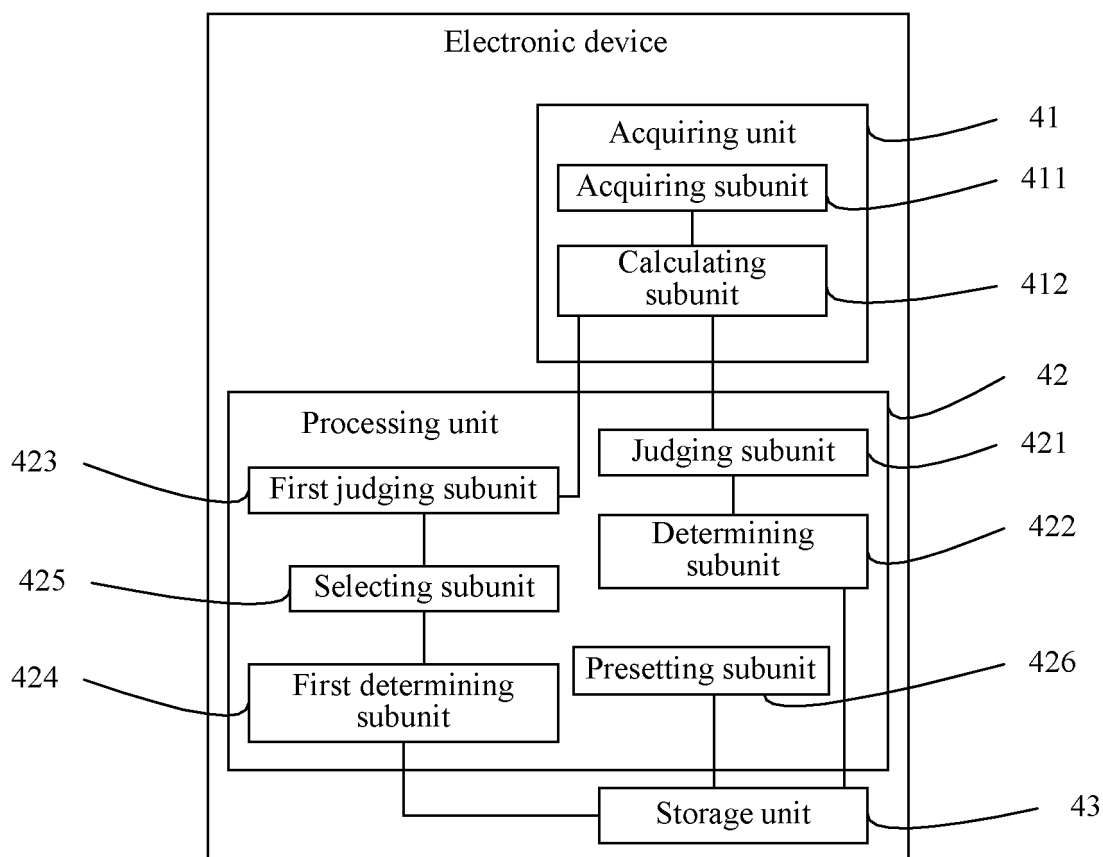 Electronic device
Acquiring unit
41
Acquiring subunit
411
Calculating
subunit
412
42
Processing unit
Judging subunit
421
423
First judging subunit
Determining
subunit
422
425
Selecting subunit
Presetting subunit
426
424
First determining
subunit
Storage unit
43